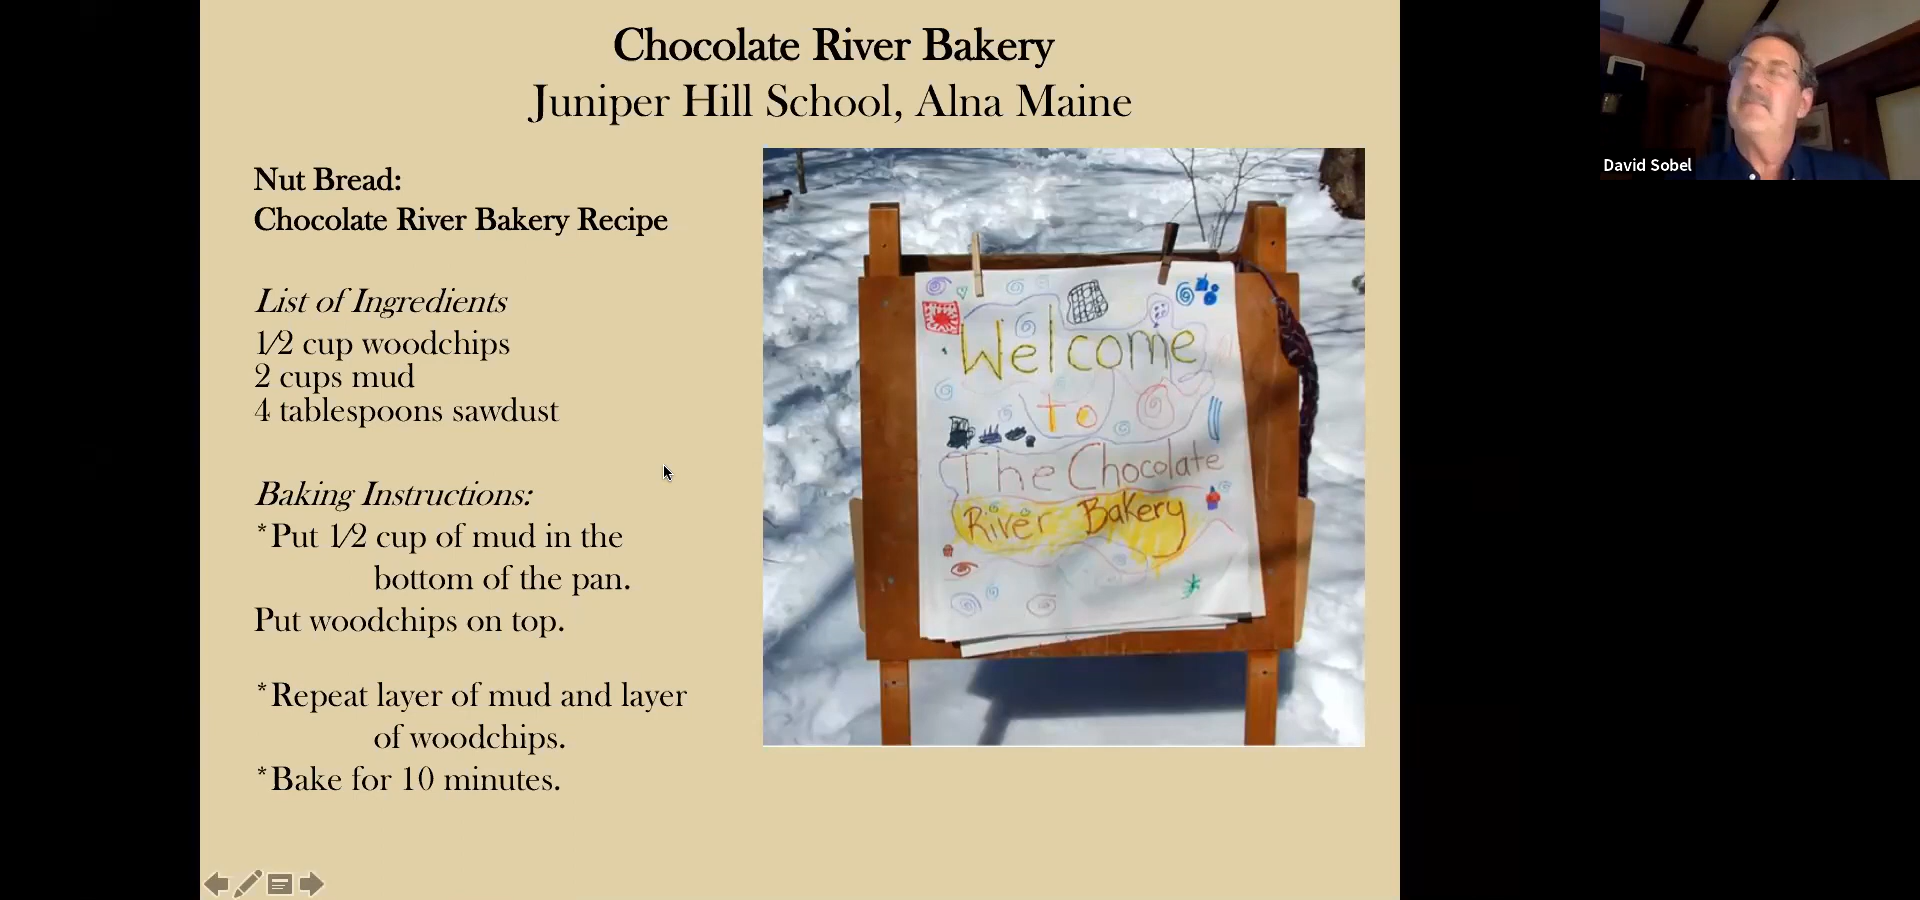 Chocolate River Bakery
Juniper Hill School, Alna Maine
Nut Bread:
Chocolate River Bakery Recipe
List of Ingredients
1/2 cup woodchips
2 cups mud
4 tablespoons sawdust
Baking Instructions:
*Put 1/2 cup of mud in the
bottom of the pan.
Put woodchips on top.
*Repeat layer of mud and layer
of woodchips.
*Bake for 10 minutes.
Welcome
to
The Chocolate
River Bakery
David Sobel